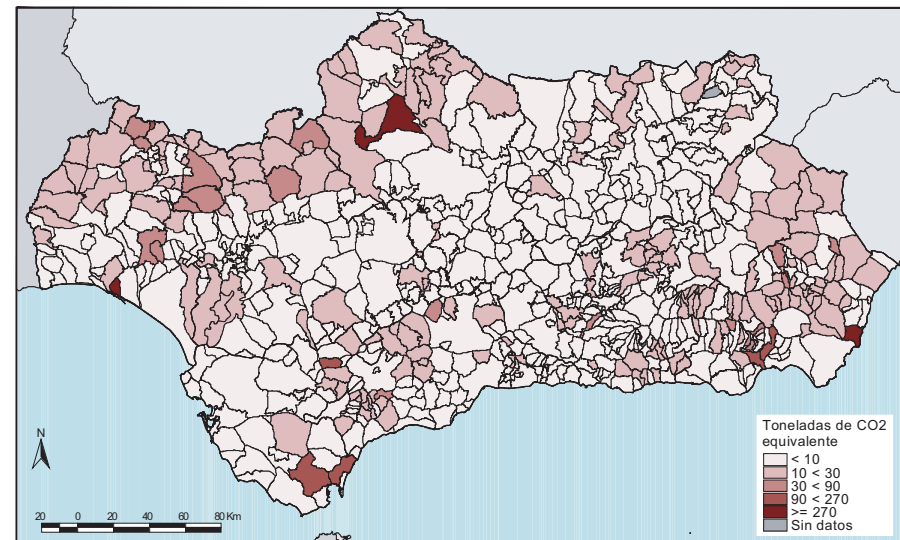 N
20 0 20 40 60 80 Km
Toneladas de CO2
equivalente
< 10
10 < 30
30 < 90
90 < 270
>= 270
Sin datos